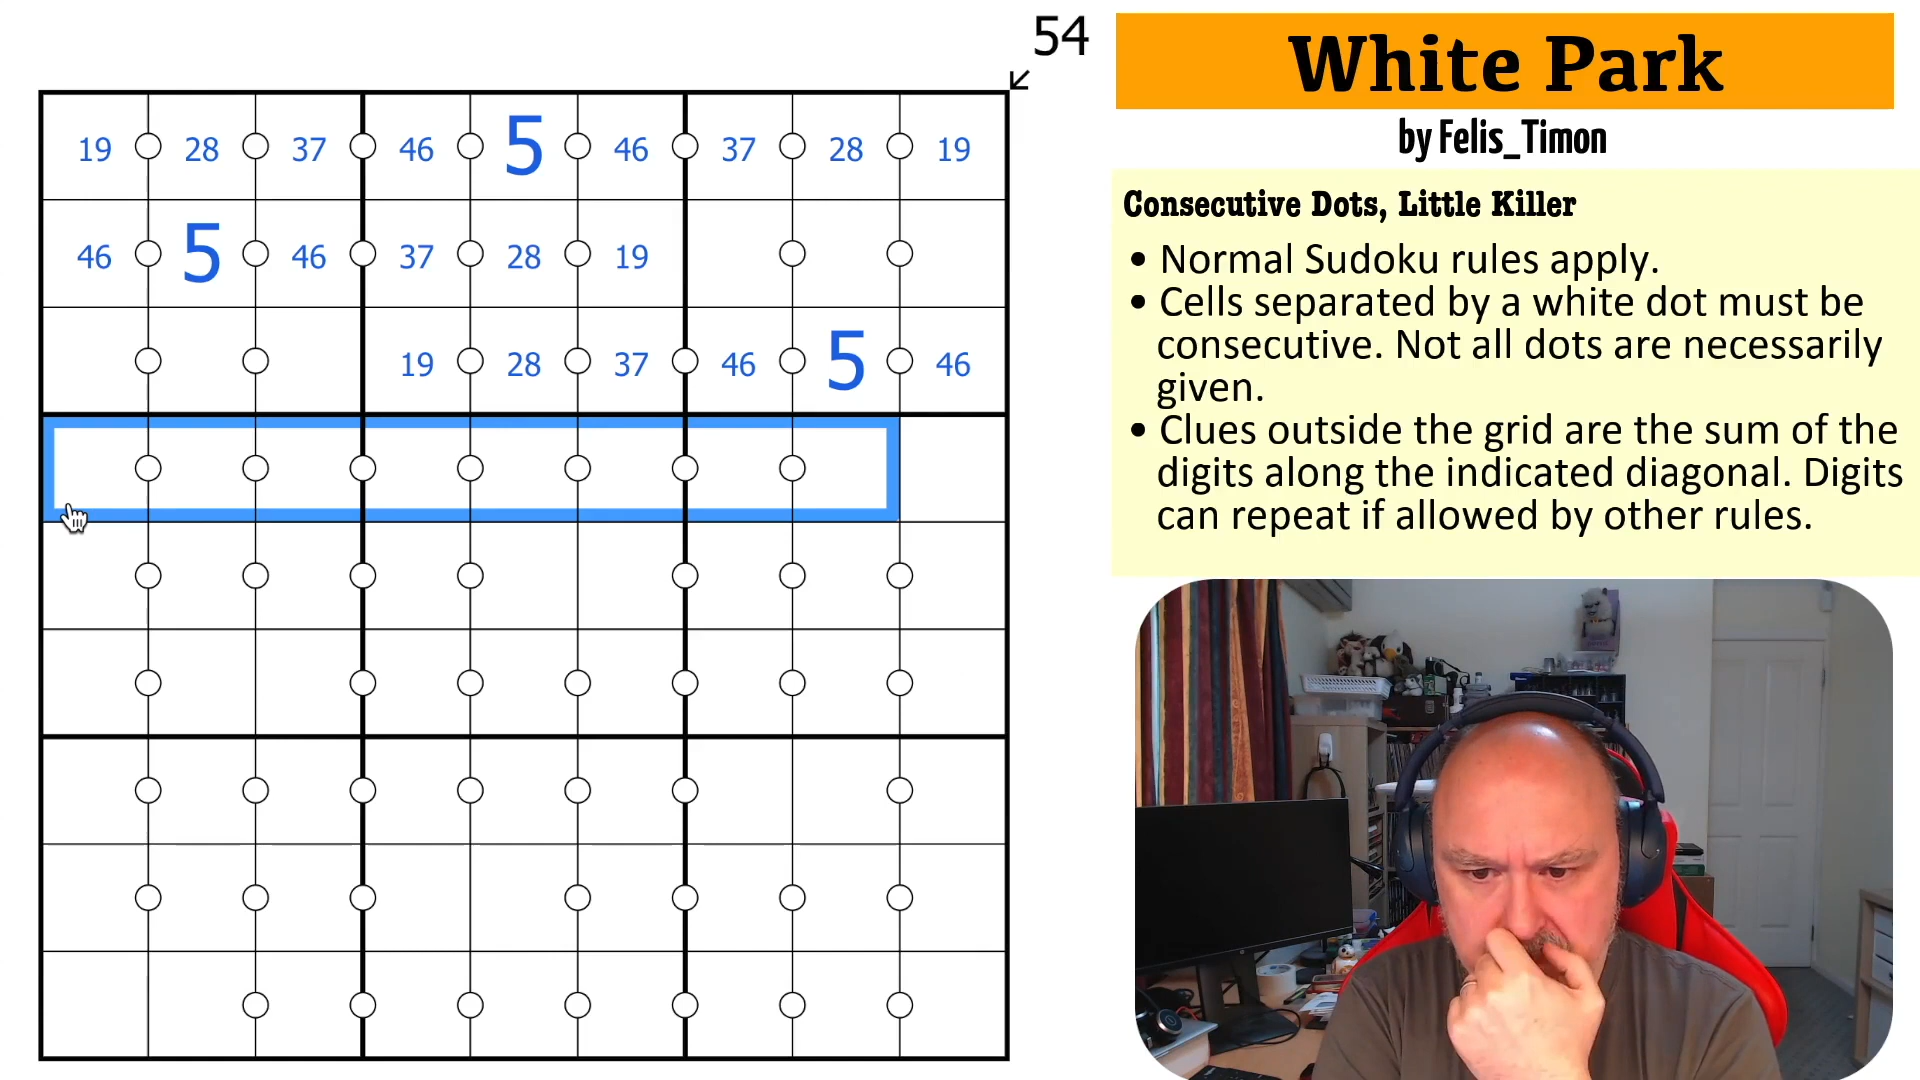 54
White Park
by Felis_Timon
Consecutive Dots, Little Killer
• Normal Sudoku rules apply.
• Cells separated by a white dot must be
consecutive. Not all dots are necessarily
given.
• Clues outside the grid are the sum of the
digits along the indicated diagonal. Digits
can repeat if allowed by other rules.
19 28 37 46 5 46 37 28 19
46 5 46 37 28 19
19 28 37 46 5 46